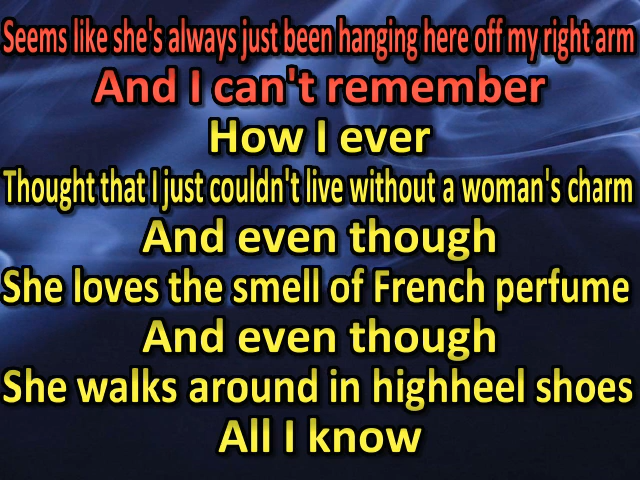 Seems like she's always just been hanging here off my right arm
And I can't remember
How I ever
Thought that I just couldn't live without a woman's charm
And even though
She loves the smell of French perfume
And even though
She walks around in highheel shoes
All I know